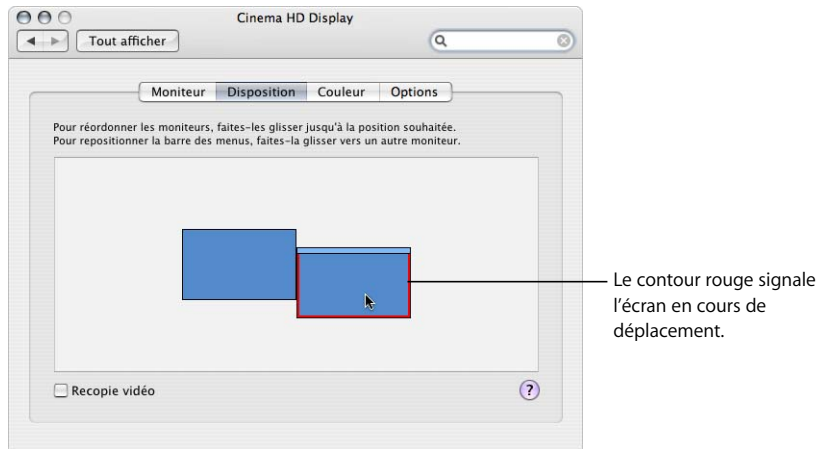 Cinema HD Display
Tout afficher
Moniteur Disposition Couleur Options
Pour réordonner les moniteurs, faites-les glisser jusqu'à la position souhaitée.
Pour repositionner la barre des menus, faites-la glisser vers un autre moniteur.
Le contour rouge signale
l'écran en cours de
déplacement.
Recopie vidéo
?